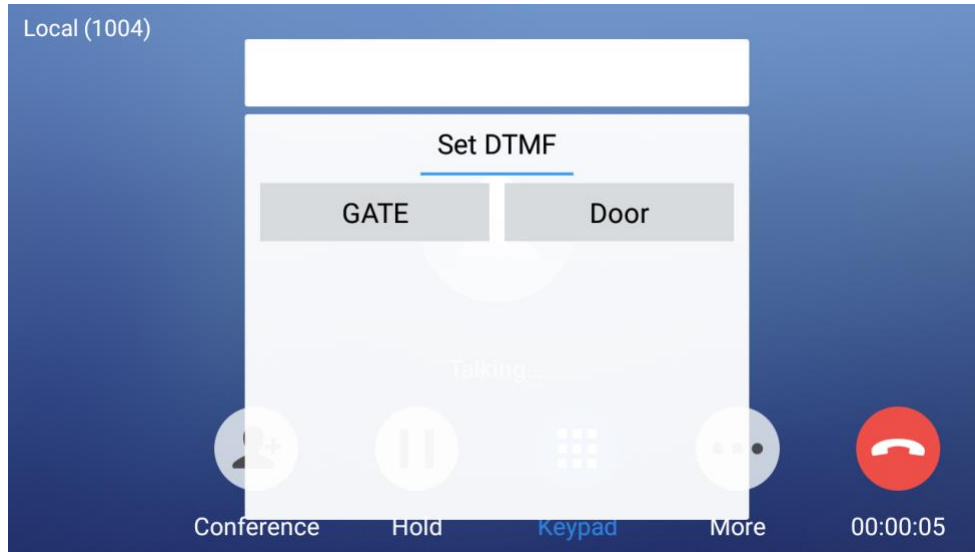 Local (1004)
Set DTMF
GATE Door
Talking...
Conference Hold Keypad More 00:00:05